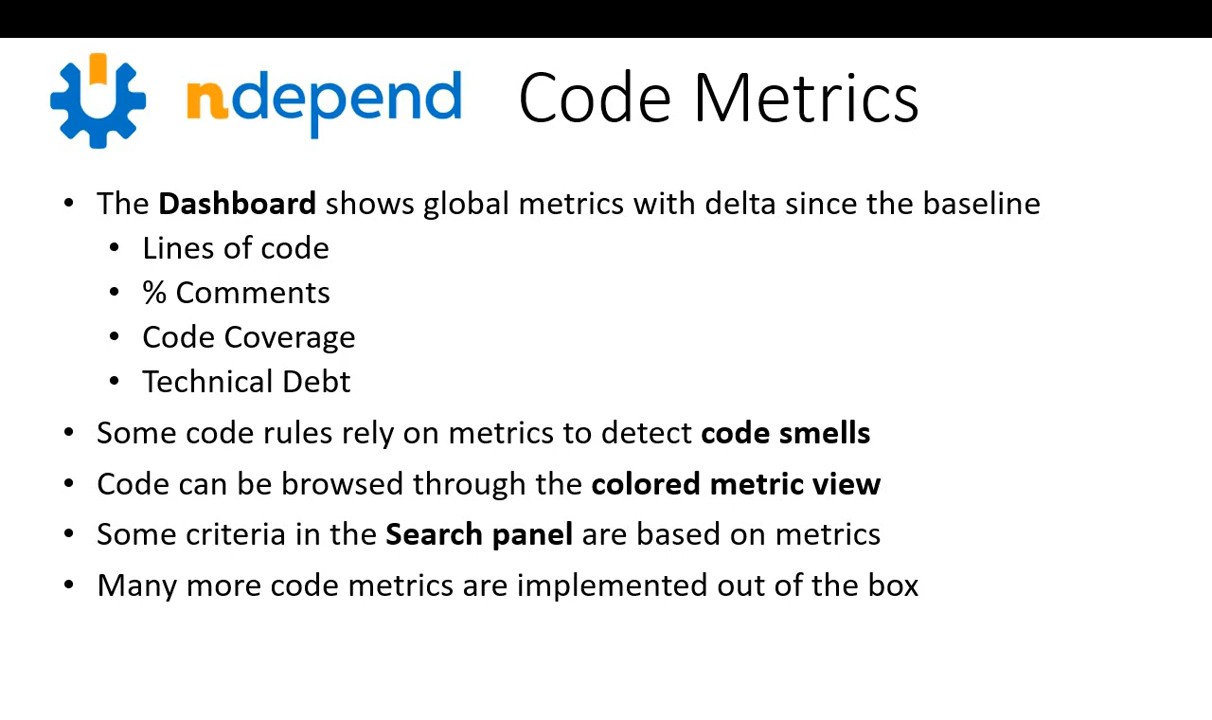 ndepend Code Metrics
• The Dashboard shows global metrics with delta since the baseline
• Lines of code
• % Comments
• Code Coverage
• Technical Debt
• Some code rules rely on metrics to detect code smells
• Code can be browsed through the colored metric view
• Some criteria in the Search panel are based on metrics
• Many more code metrics are implemented out of the box